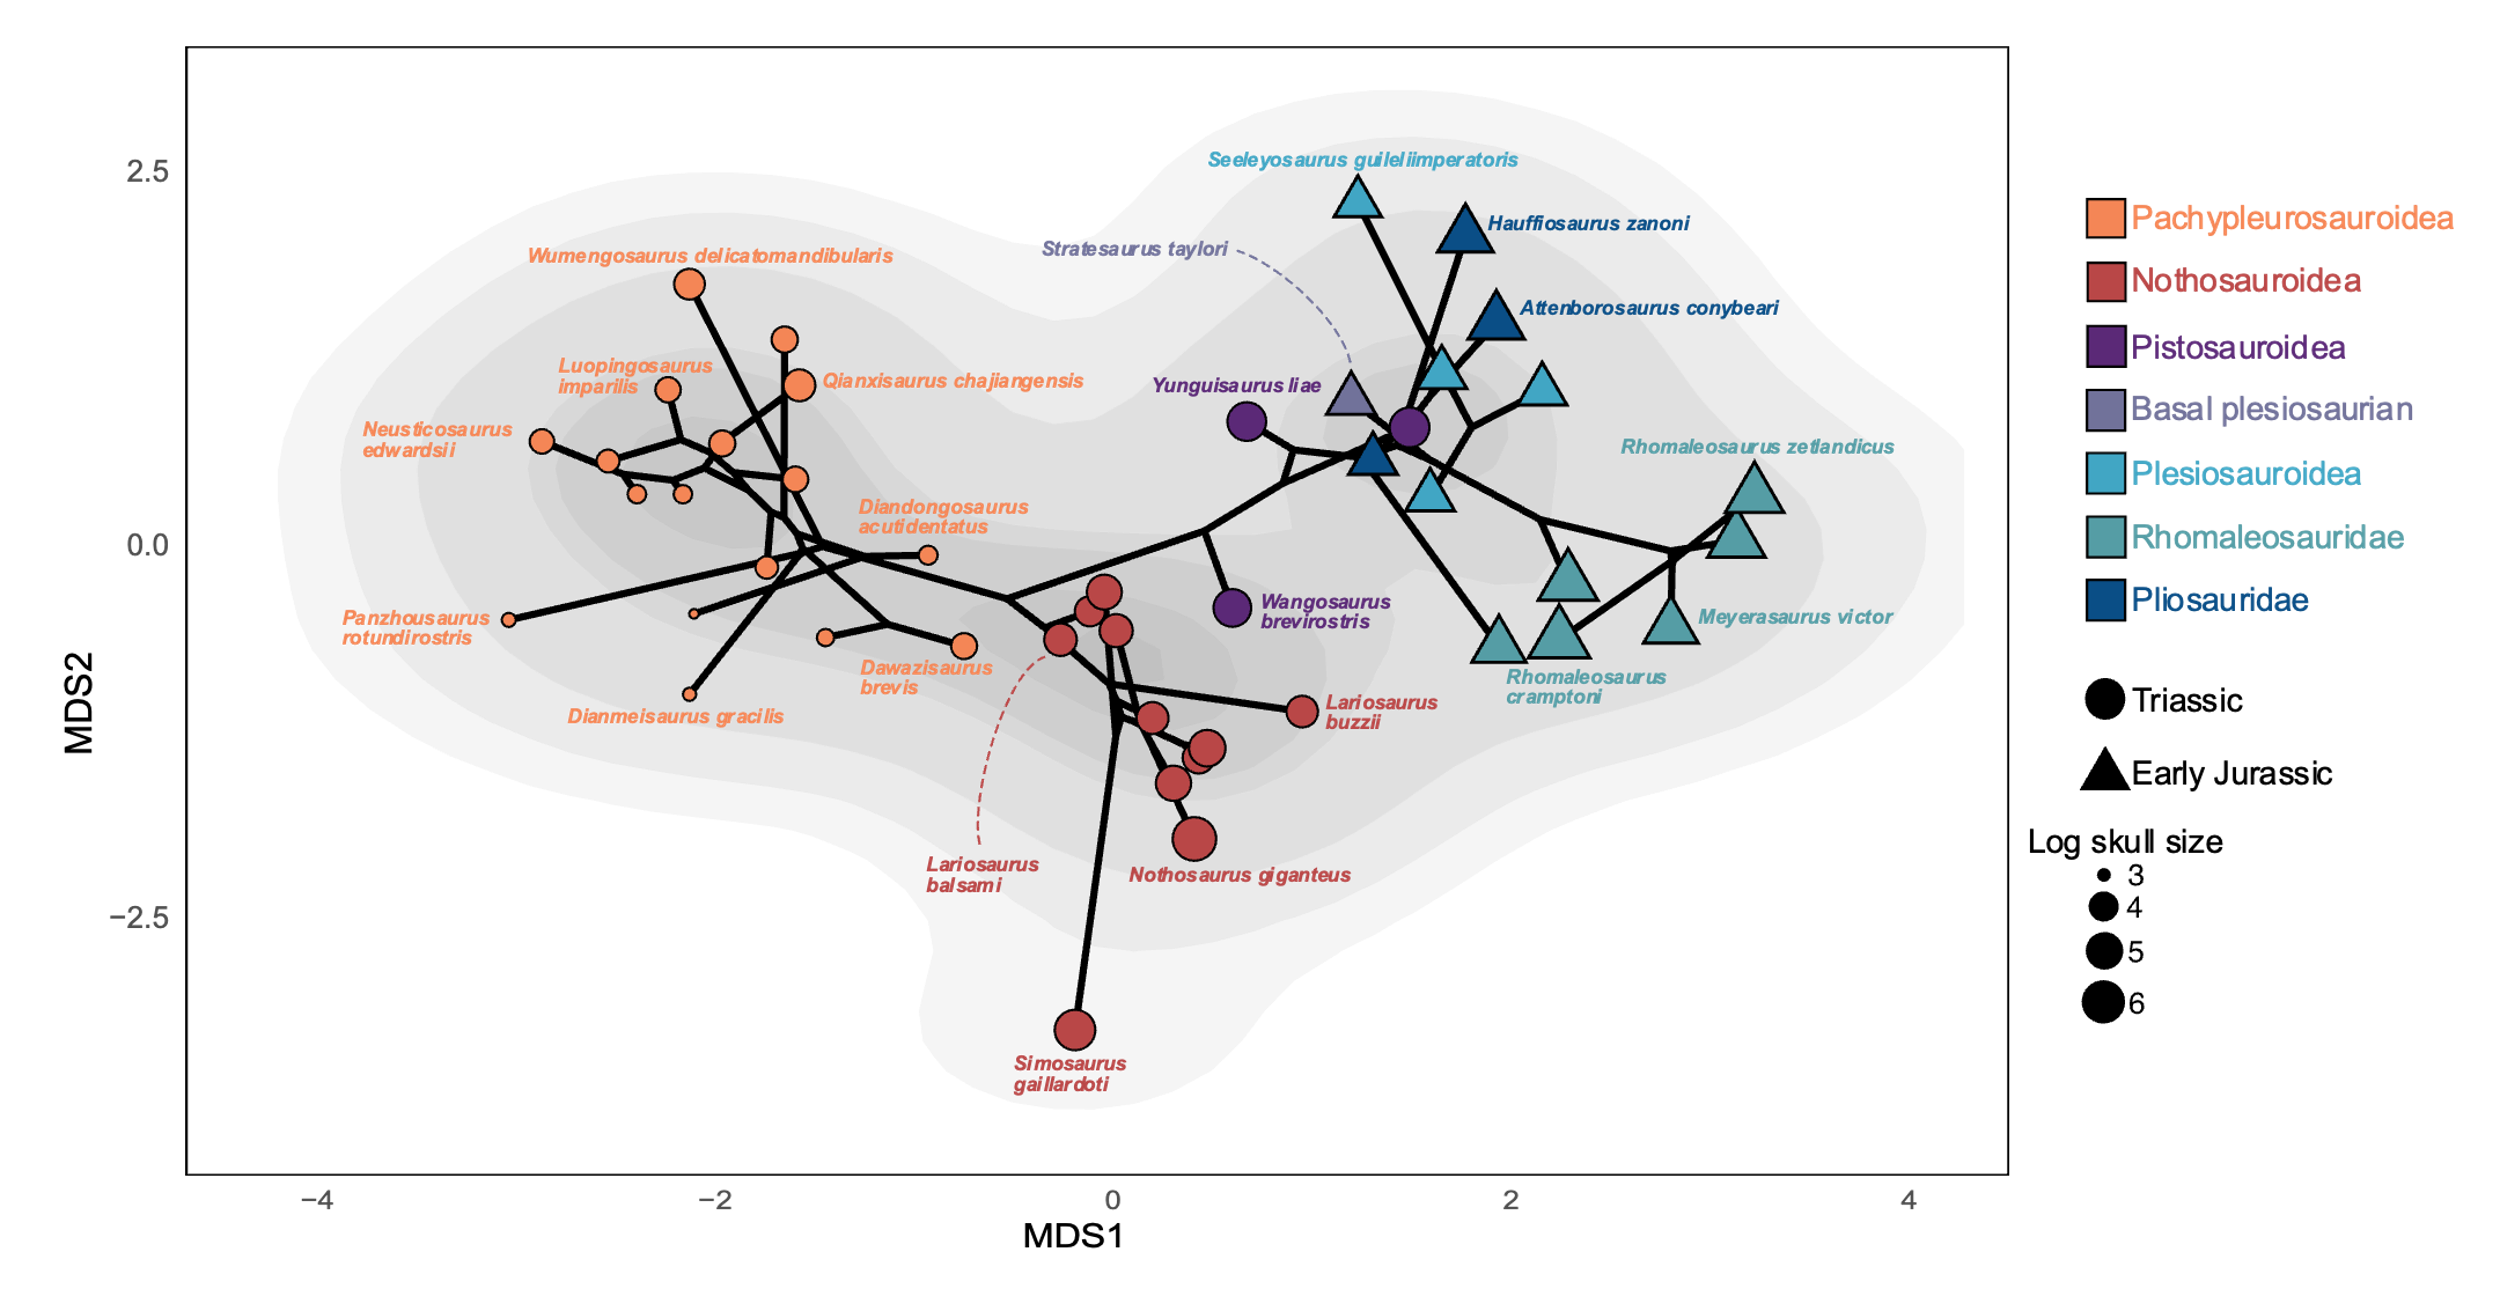 2.5
0.0
−2.5
MDS2
−4
−2
0
2
4
MDS1
Seeleyosaurus guileliimperatoris
Hauffiosaurus zanoni
Stratesaurus taylori
Wumengosaurus delicatomandibularis
Attenborosaurus conybeari
Luopingosaurus
imparilis
Qianxisaurus chajiangensis
Yunguisaurus liae
Neusticosaurus
edwardsii
Rhomaleosaurus zetlandicus
Diandongosaurus
acutidentatus
Panzhousaurus
rotundirostris
Wangosaurus
brevirostris
Meyerasaurus victor
Dawazisaurus
brevis
Rhomaleosaurus
cramptoni
Dianmeisaurus gracilis
Lariosaurus
buzzii
Lariosaurus
balsami
Nothosaurus giganteus
Simosaurus
gaillardoti
Pachypleurosauroidea
Nothosauroidea
Pistosauroidea
Basal plesiosaurian
Plesiosauroidea
Rhomaleosauridae
Pliosauridae
Triassic
Early Jurassic
Log skull size
3
4
5
6